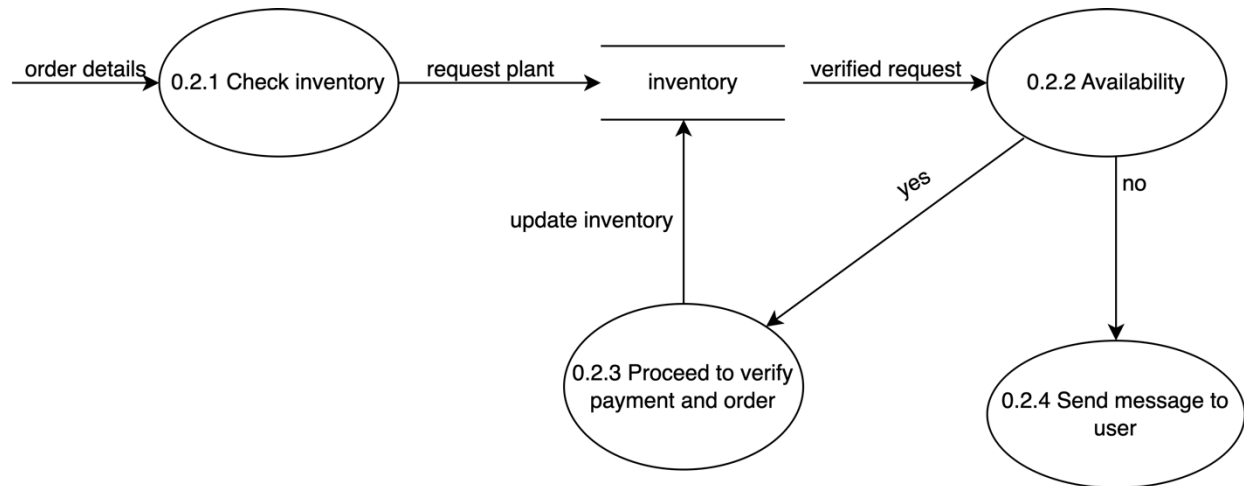 order details
0.2.1 Check inventory
request plant
inventory
verified request
0.2.2 Availability
yes
no
update inventory
0.2.3 Proceed to verify
payment and order
0.2.4 Send message to
user